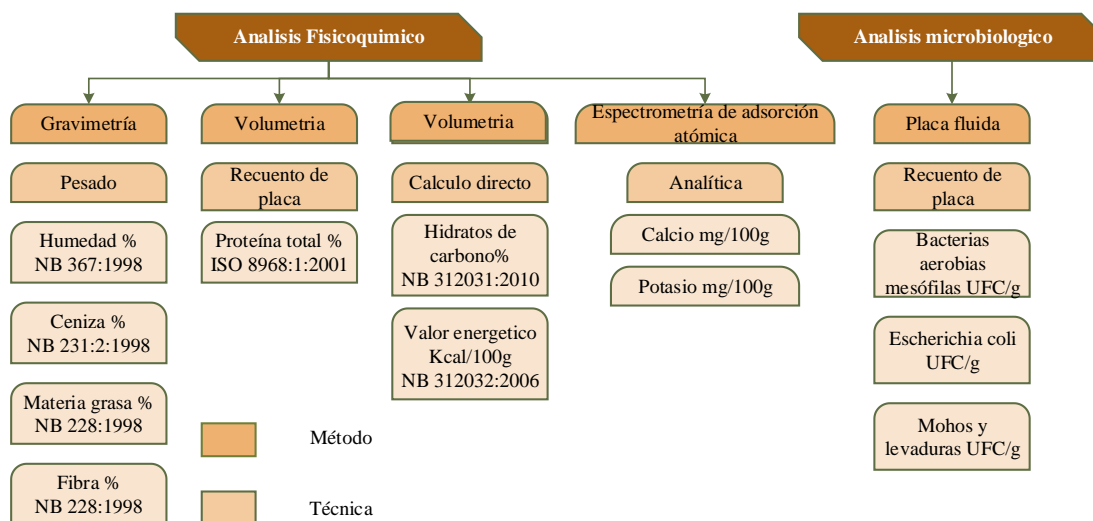 Analisis Fisicoquimico
Analisis microbiologico
Gravimetría
Pesado
Humedad %
NB 367:1998
Ceniza %
NB 231:2:1998
Materia grasa %
NB 228:1998
Fibra %
NB 228:1998
Volumetria
Recuento de
placa
Proteína total %
ISO 8968:1:2001
Volumetria
Calculo directo
Hidratos de
carbono%
NB 312031:2010
Valor energetico
Kcal/100g
NB 312032:2006
Espectrometría de adsorción
atómica
Analítica
Calcio mg/100g
Potasio mg/100g
Placa fluida
Recuento de
placa
Bacterias
aerobias
mesófilas UFC/g
Escherichia coli
UFC/g
Mohos y
levaduras UFC/g
Método
Técnica